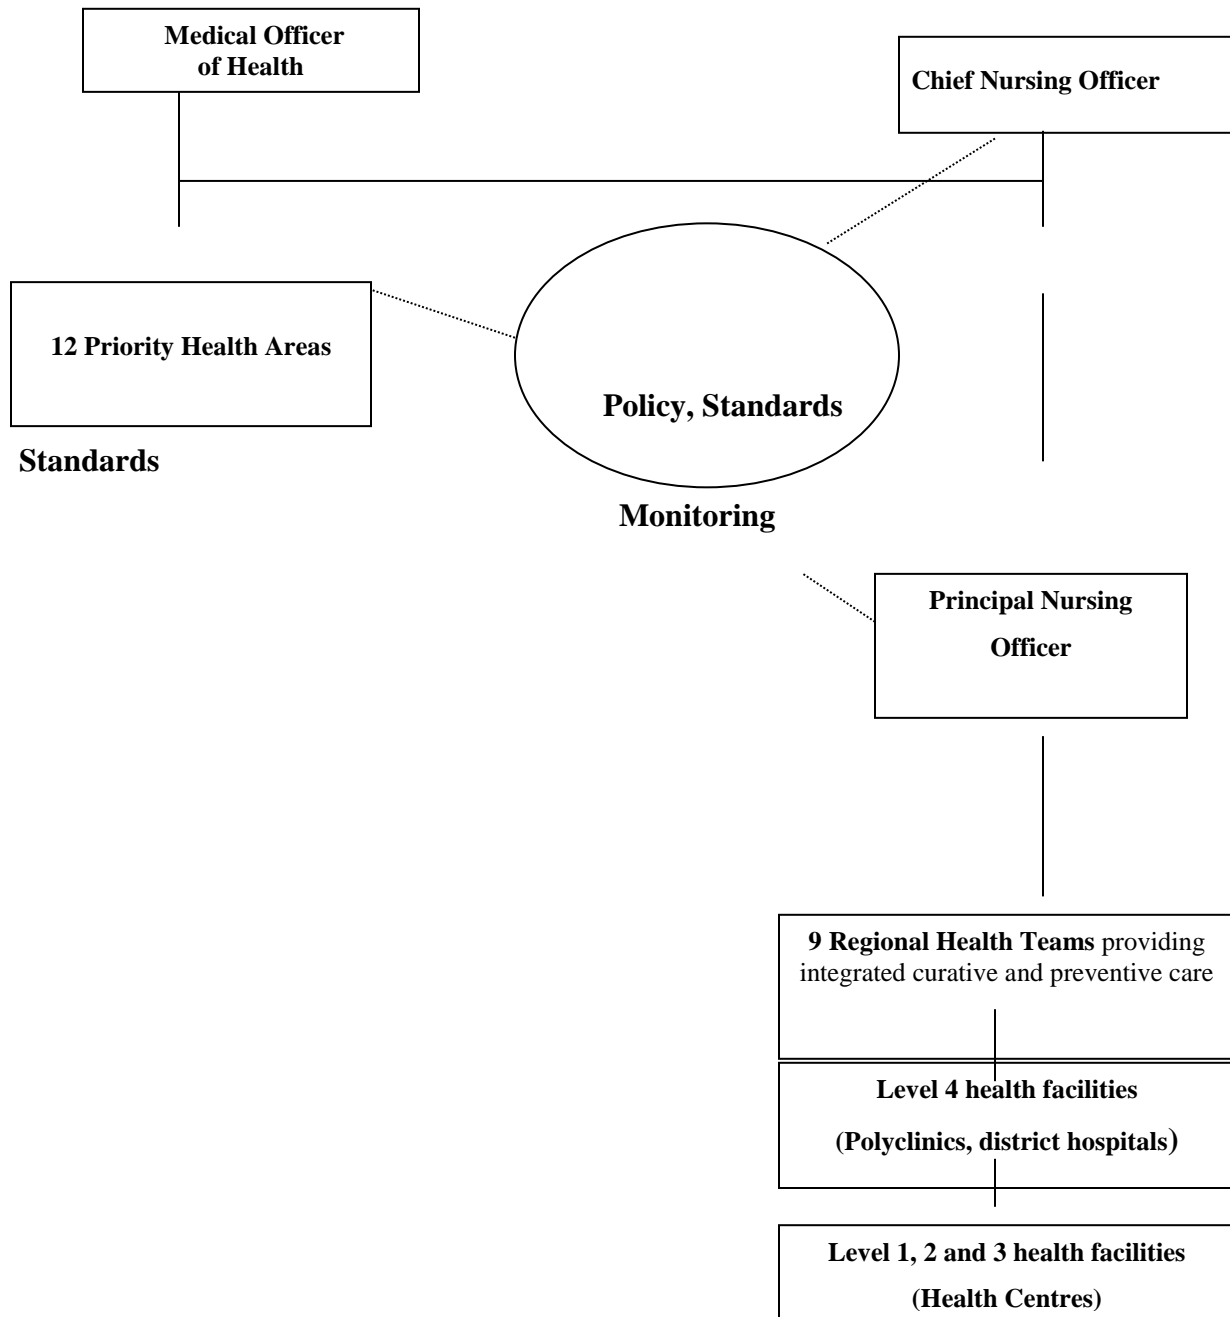 Medical Officer
of Health
Chief Nursing Officer
12 Priority Health Areas
Policy, Standards
Standards
Monitoring
Principal Nursing
Officer
9 Regional Health Teams providing
integrated curative and preventive care
Level 4 health facilities
(Polyclinics, district hospitals)
Level 1, 2 and 3 health facilities
(Health Centres)